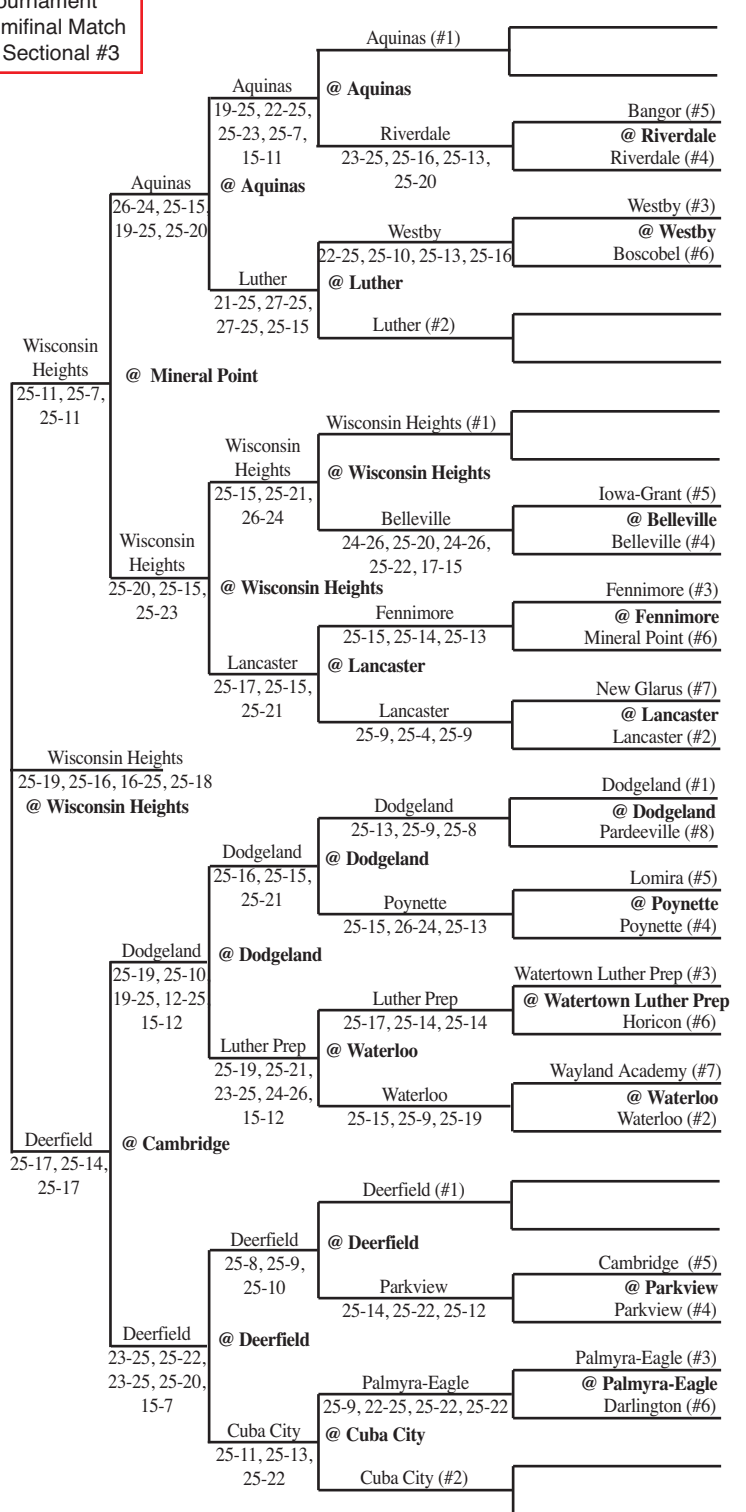 mifinal Match
Sectional #3
Aquinas (#1)
Aquinas
@ Aquinas
19-25, 22-25,
25-23, 25-7,
15-11
Bangor (#5)
@ Riverdale
Riverdale (#4)
Riverdale
23-25, 25-16, 25-13,
25-20
Aquinas
@ Aquinas
26-24, 25-15,
19-25, 25-20
Westby (#3)
@ Westby
Boscobel (#6)
Westby
22-25, 25-10, 25-13, 25-16
Luther
@ Luther
21-25, 27-25,
27-25, 25-15
Luther (#2)
Wisconsin
Heights
25-11, 25-7,
25-11
@ Mineral Point
Wisconsin Heights (#1)
Wisconsin
Heights
@ Wisconsin Heights
25-15, 25-21,
26-24
Iowa-Grant (#5)
@ Belleville
Belleville (#4)
Belleville
24-26, 25-20, 24-26,
25-22, 17-15
Wisconsin
Heights
25-20, 25-15,
25-23
@ Wisconsin Heights
Fennimore (#3)
@ Fennimore
Mineral Point (#6)
Fennimore
25-15, 25-14, 25-13
Lancaster
@ Lancaster
25-17, 25-15,
25-21
New Glarus (#7)
@ Lancaster
Lancaster (#2)
Lancaster
25-9, 25-4, 25-9
Wisconsin Heights
25-19, 25-16, 16-25, 25-18
@ Wisconsin Heights
Dodgeland (#1)
@ Dodgeland
Pardeeville (#8)
Dodgeland
25-13, 25-9, 25-8
Dodgeland
@ Dodgeland
25-16, 25-15,
25-21
Lomira (#5)
@ Poynette
Poynette (#4)
Poynette
25-15, 26-24, 25-13
Dodgeland
@ Dodgeland
25-19, 25-10,
19-25, 12-25,
15-12
Watertown Luther Prep (#3)
@ Watertown Luther Prep
Horicon (#6)
Luther Prep
25-17, 25-14, 25-14
Luther Prep
@ Waterloo
25-19, 25-21,
23-25, 24-26,
15-12
Wayland Academy (#7)
@ Waterloo
Waterloo (#2)
Waterloo
25-15, 25-9, 25-19
Deerfield
25-17, 25-14,
25-17
@ Cambridge
Deerfield (#1)
Deerfield
@ Deerfield
25-8, 25-9,
25-10
Cambridge (#5)
@ Parkview
Parkview (#4)
Parkview
25-14, 25-22, 25-12
Deerfield
@ Deerfield
23-25, 25-22,
23-25, 25-20,
15-7
Palmyra-Eagle (#3)
@ Palmyra-Eagle
Darlington (#6)
Palmyra-Eagle
25-9, 22-25, 25-22, 25-22
Cuba City
@ Cuba City
25-11, 25-13,
25-22
Cuba City (#2)